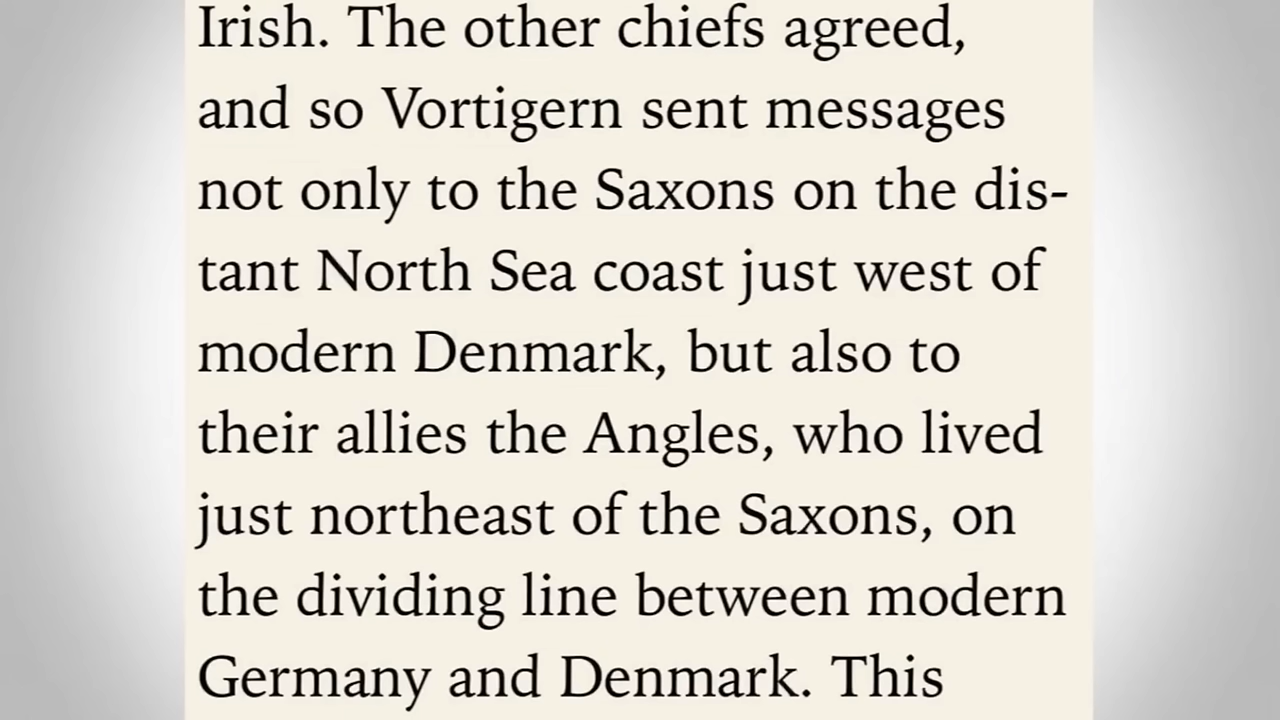 Irish. The other chiefs agreed,
and so Vortigern sent messages
not only to the Saxons on the dis-
tant North Sea coast just west of
modern Denmark, but also to
their allies the Angles, who lived
just northeast of the Saxons, on
the dividing line between modern
Germany and Denmark. This